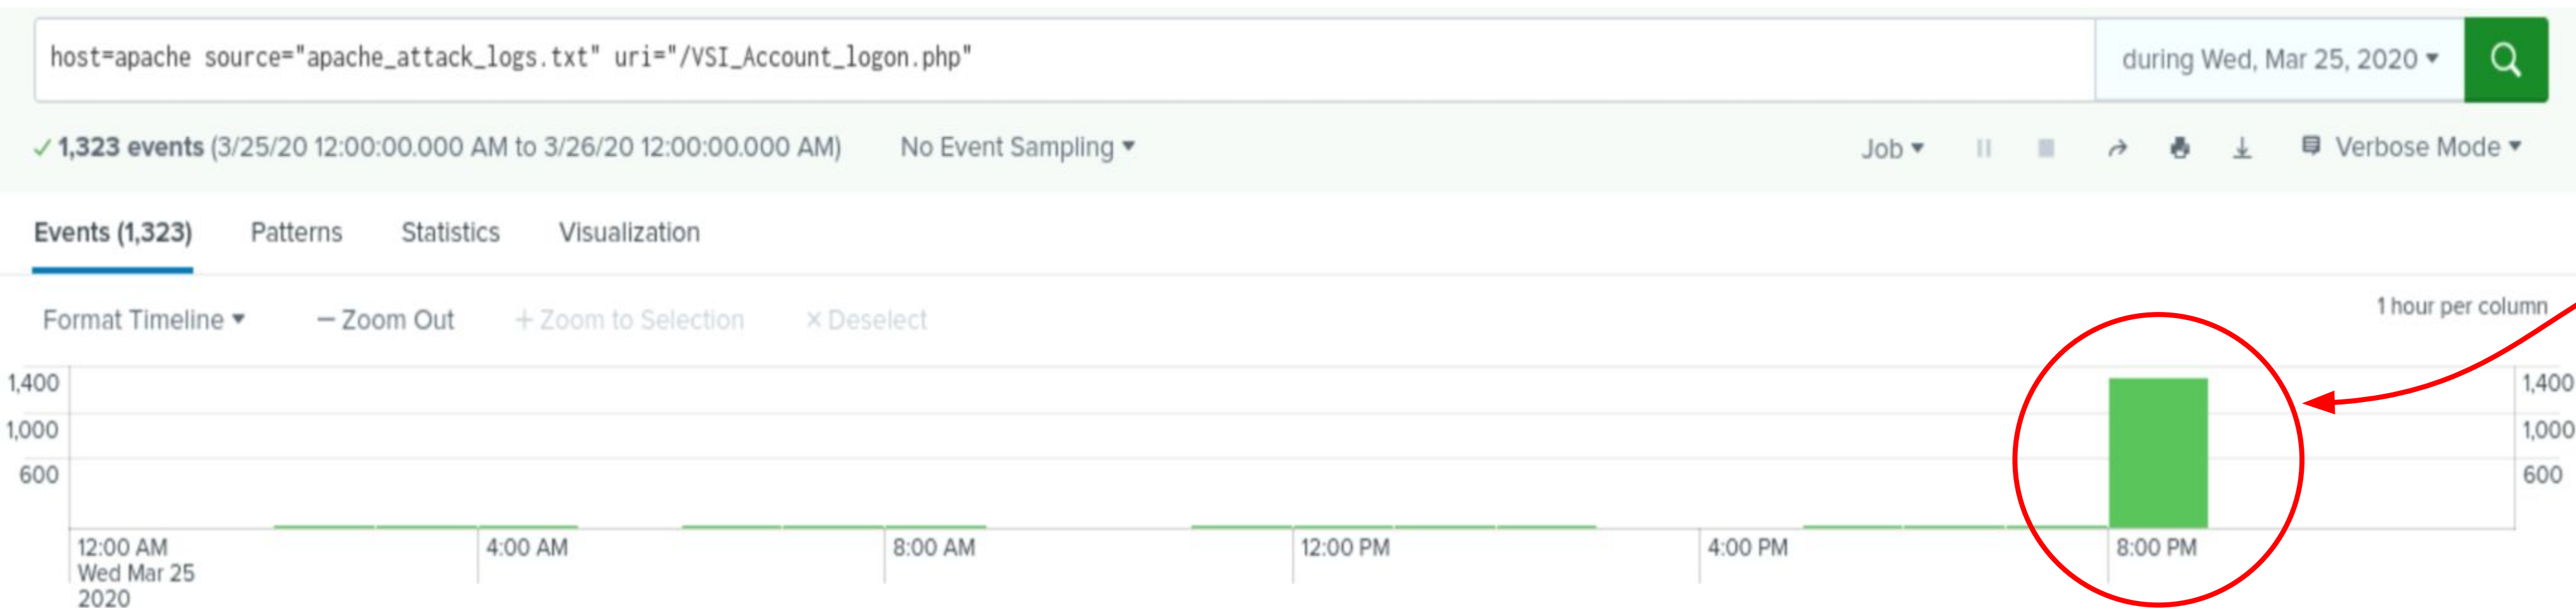 host=apache source="apache_attack_logs.txt" uri="/VSI_Account_logon.php"
during Wed, Mar 25, 2020
1,323 events (3/25/20 12:00:00.000 AM to 3/26/20 12:00:00.000 AM) No Event Sampling
Job Verbose Mode
Events (1,323) Patterns Statistics Visualization
Format Timeline — Zoom Out + Zoom to Selection × Deselect
1 hour per column
1,400 1,400
1,000 1,000
600 600
12:00 AM 4:00 AM 8:00 AM 12:00 PM 4:00 PM 8:00 PM
Wed Mar 25
2020